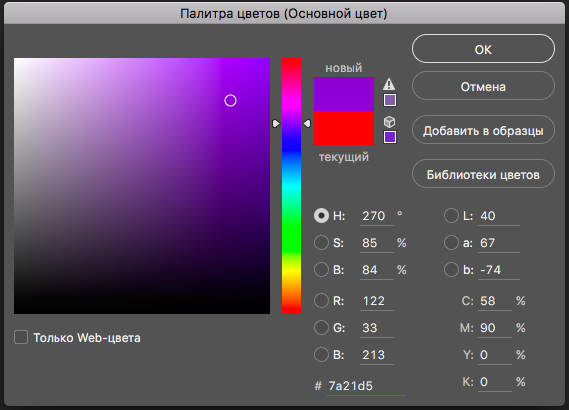 Палитра цветов (Основной цвет)
новый
текущий
ОК
Отмена
Добавить в образцы
Библиотеки цветов
H: 270 °
S: 85 %
B: 84 %
R: 122
G: 33
B: 213
# 7a21d5
L: 40
a: 67
b: -74
C: 58 %
M: 90 %
Y: 0 %
K: 0 %
Только Web-цвета